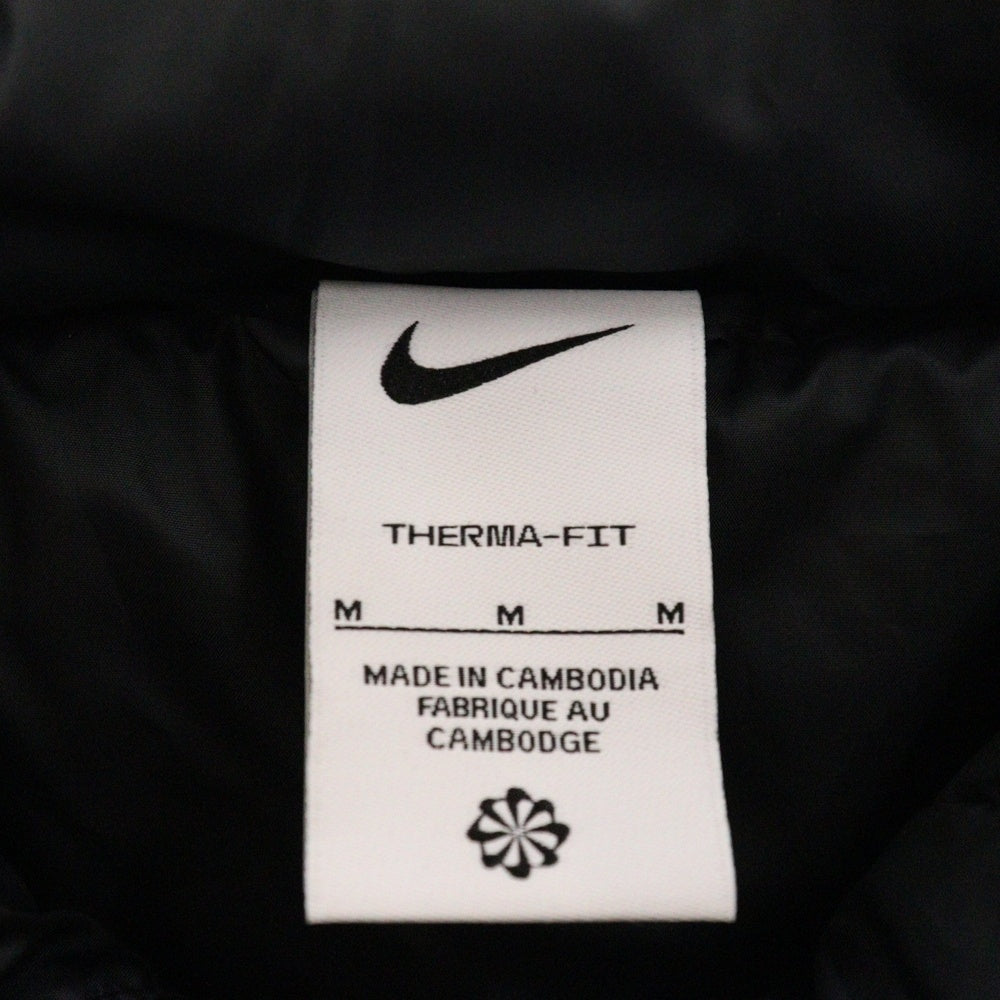 THERMA-FIT
M M M
MADE IN CAMBODIA
FABRIQUE AU
CAMBODGE